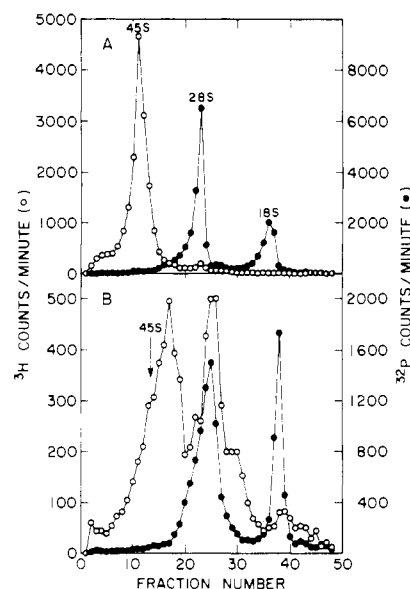 A
45S
28S
18S
5000
4000
3000
2000
1000
0
8000
6000
4000
2000
0
³H COUNTS/MINUTE (o)
³²P COUNTS/MINUTE (●)
B
45S
500
400
300
200
100
0
2000
1600
1200
800
400
0
0 10 20 30 40 50
FRACTION NUMBER